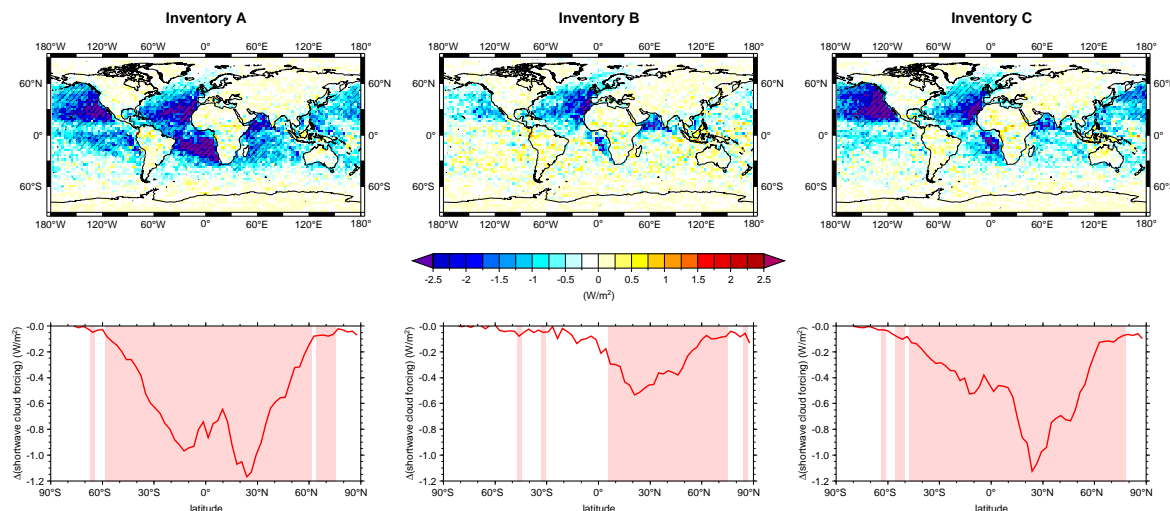 Inventory A
Inventory B
Inventory C
180°W 120°W 60°W 0° 60°E 120°E 180°
180°W 120°W 60°W 0° 60°E 120°E 180°
180°W 120°W 60°W 0° 60°E 120°E 180°
60°N 60°N 60°N 60°N
0° 0° 0° 0°
60°S 60°S 60°S 60°S
180°W 120°W 60°W 0° 60°E 120°E 180°
180°W 120°W 60°W 0° 60°E 120°E 180°
180°W 120°W 60°W 0° 60°E 120°E 180°
-2.5 -2 -1.5 -1 -0.5 0 0.5 1 1.5 2 2.5
(W/m²)
Δ(shortwave cloud forcing) (W/m²)
-0.0
-0.2
-0.4
-0.6
-0.8
-1.0
-1.2
90°S 60°S 30°S 0° 30°N 60°N 90°N
latitude
Δ(shortwave cloud forcing) (W/m²)
-0.0
-0.2
-0.4
-0.6
-0.8
-1.0
-1.2
90°S 60°S 30°S 0° 30°N 60°N 90°N
latitude
Δ(shortwave cloud forcing) (W/m²)
-0.0
-0.2
-0.4
-0.6
-0.8
-1.0
-1.2
90°S 60°S 30°S 0° 30°N 60°N 90°N
latitude